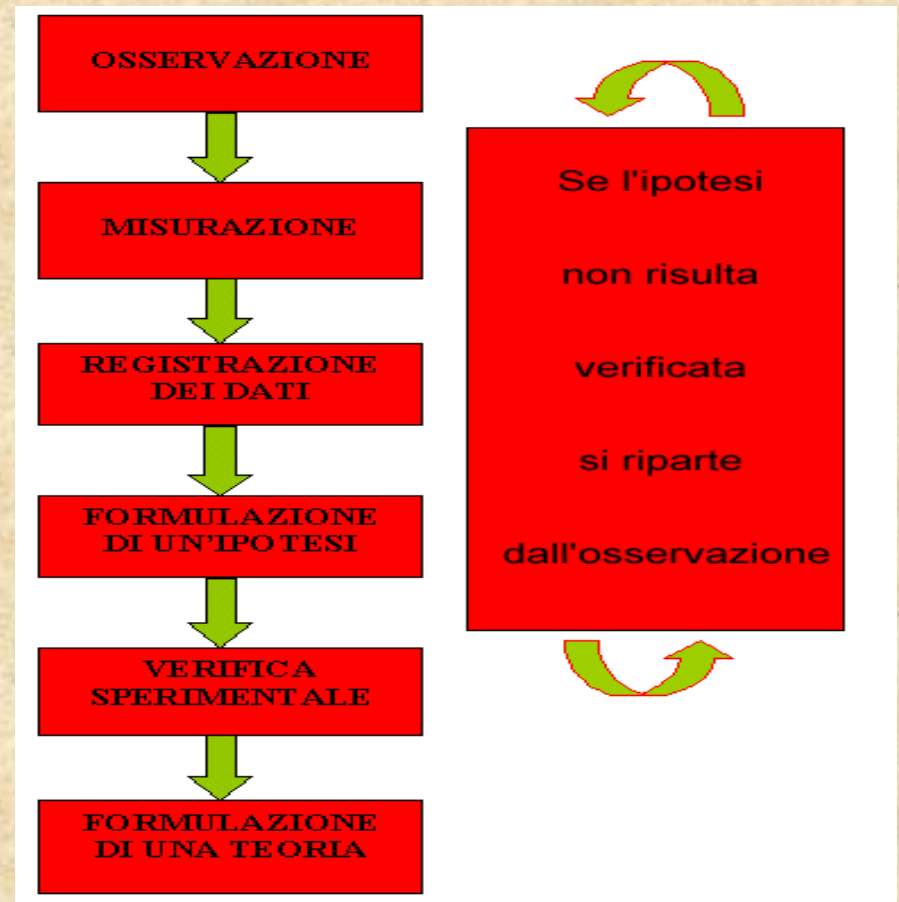 OSSERVAZIONE
MISURAZIONE
REGISTRAZIONE
DEI DATI
FORMULAZIONE
DI UN'IPOTESI
VERIFICA
SPERIMENTALE
FORMULAZIONE
DI UNA TEORIA
Se l'ipotesi
non risulta
verificata
si riparte
dall'osservazione